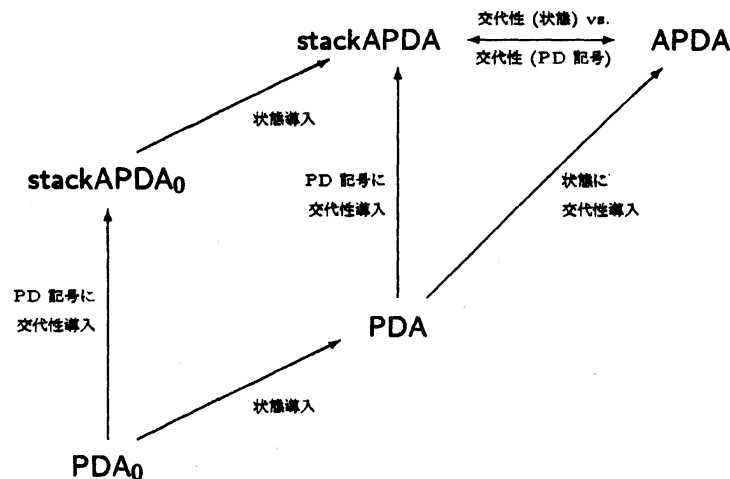 交代性 (状態) vs.
stackAPDA
APDA
交代性 (PD 記号)
状態導入
stackAPDA₀
PD 記号に
交代性導入
状態に
交代性導入
PD 記号に
交代性導入
PDA
状態導入
PDA₀